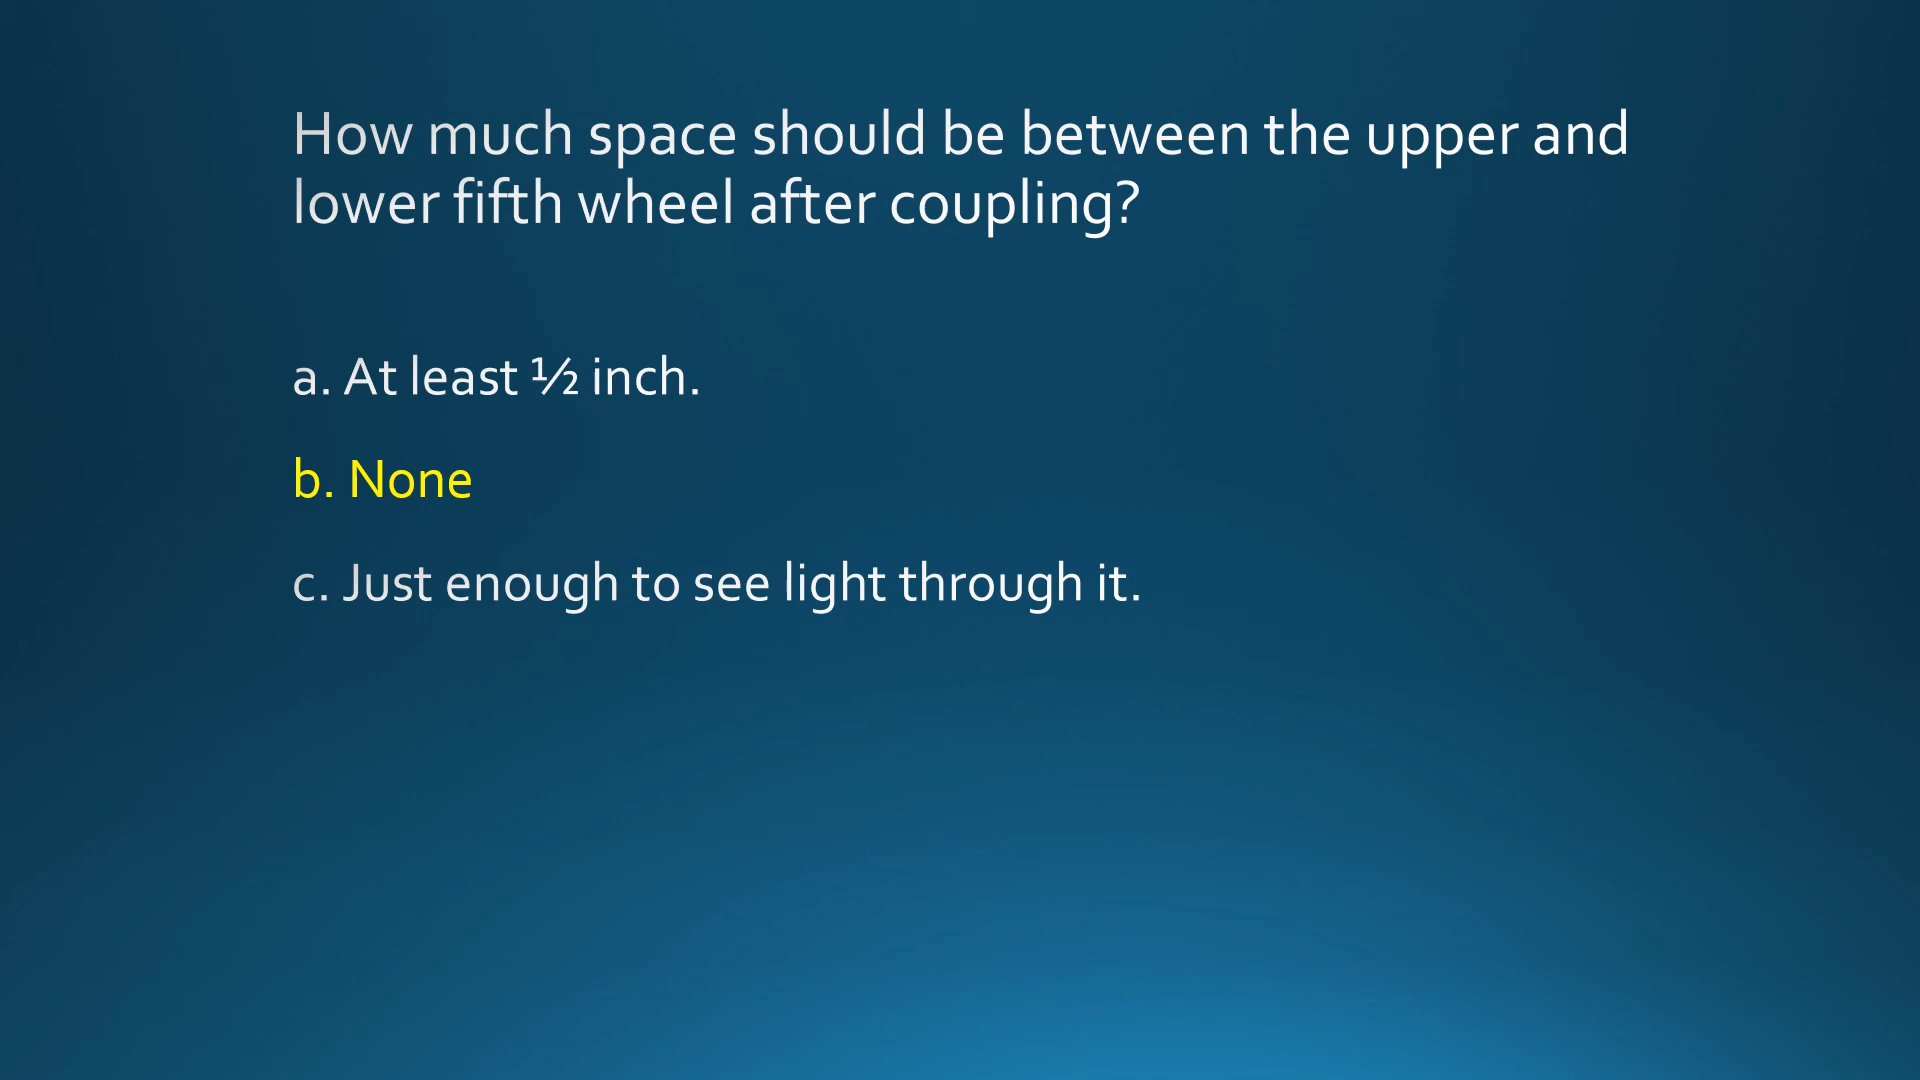 How much space should be between the upper and
lower fifth wheel after coupling?
a. At least ½ inch.
b. None
c. Just enough to see light through it.